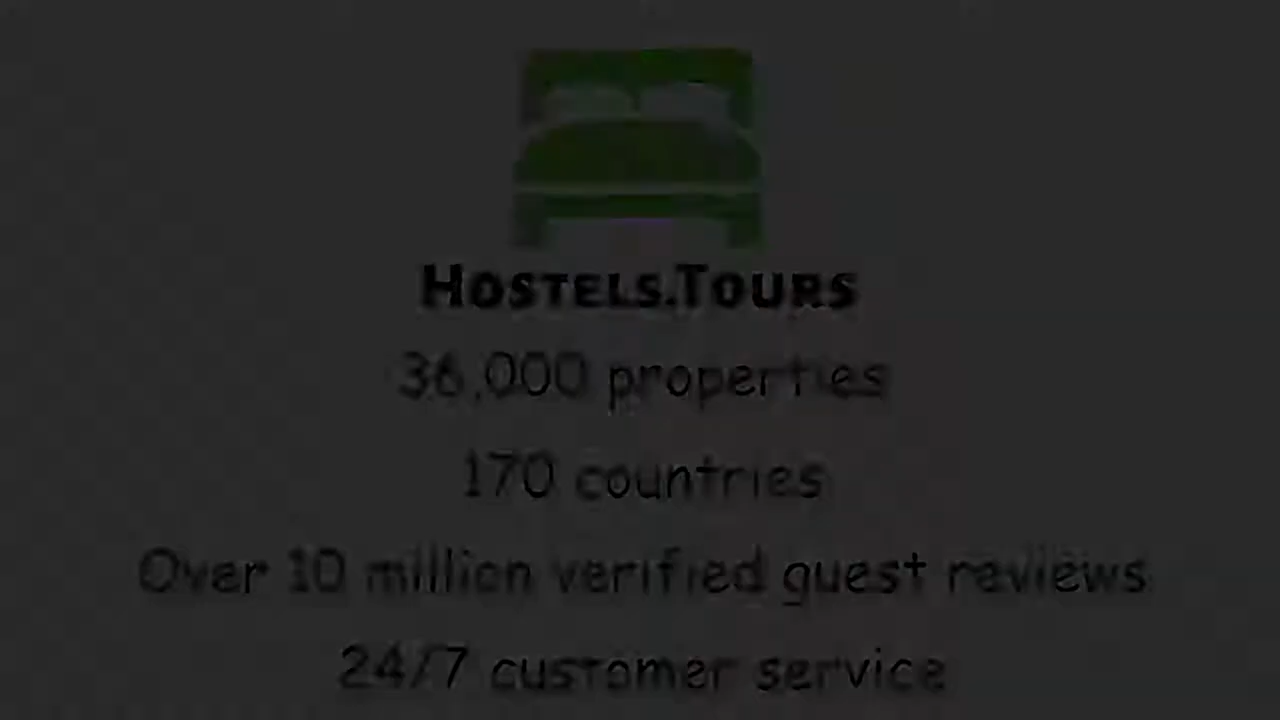 Hostels.Tours
36,000 properties
170 countries
Over 10 million verified guest reviews
24/7 customer service